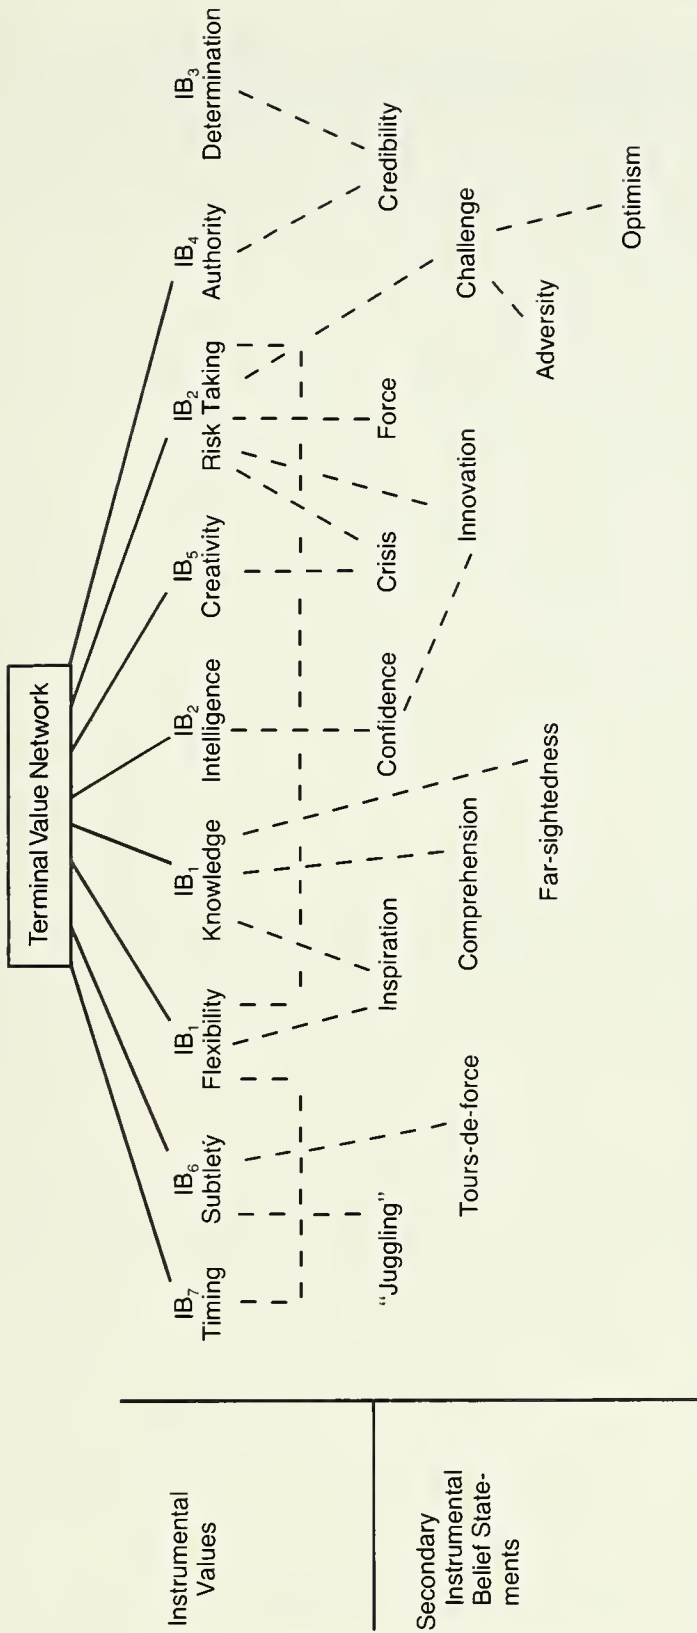 Terminal Value Network
Instrumental
Values
IB₇
Timing
IB₆
Subtlety
IB₁
Flexibility
IB₁
Knowledge
IB₂
Intelligence
IB₅
Creativity
IB₂
Risk Taking
IB₄
Authority
IB₃
Determination
Secondary
Instrumental
Belief State-
ments
“Juggling”
Tours-de-force
Inspiration
Comprehension
Far-sightedness
Confidence
Innovation
Crisis
Force
Challenge
Adversity
Optimism
Credibility